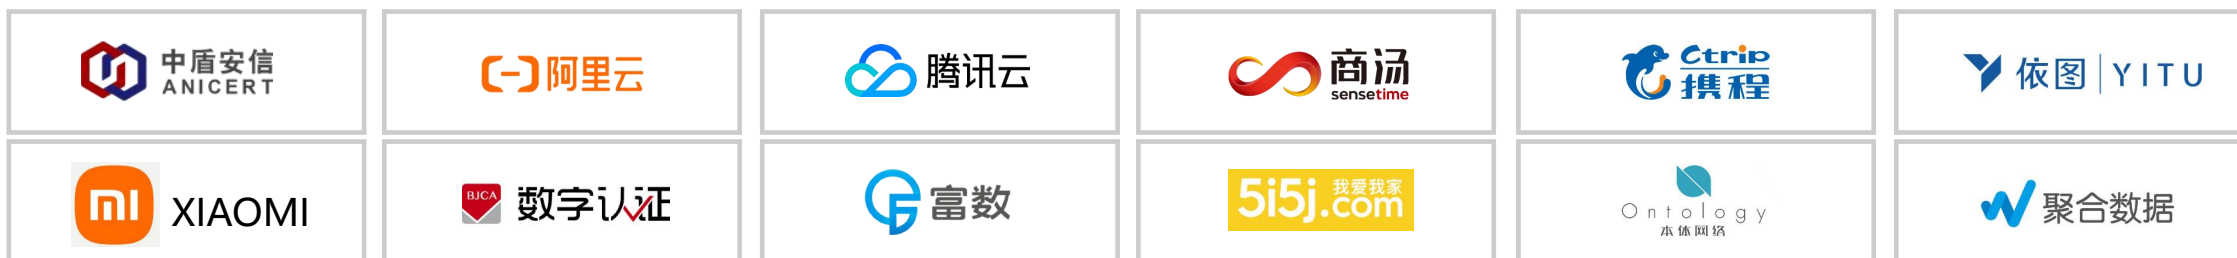 中盾安信
ANICERT
阿里云
腾讯云
商汤
sensetime
Ctrip
携程
依图 | YITU
mi XIAOMI
BJCA 数字认证
富数
5i5j.com 我爱我家
Ontology
本体网络
聚合数据